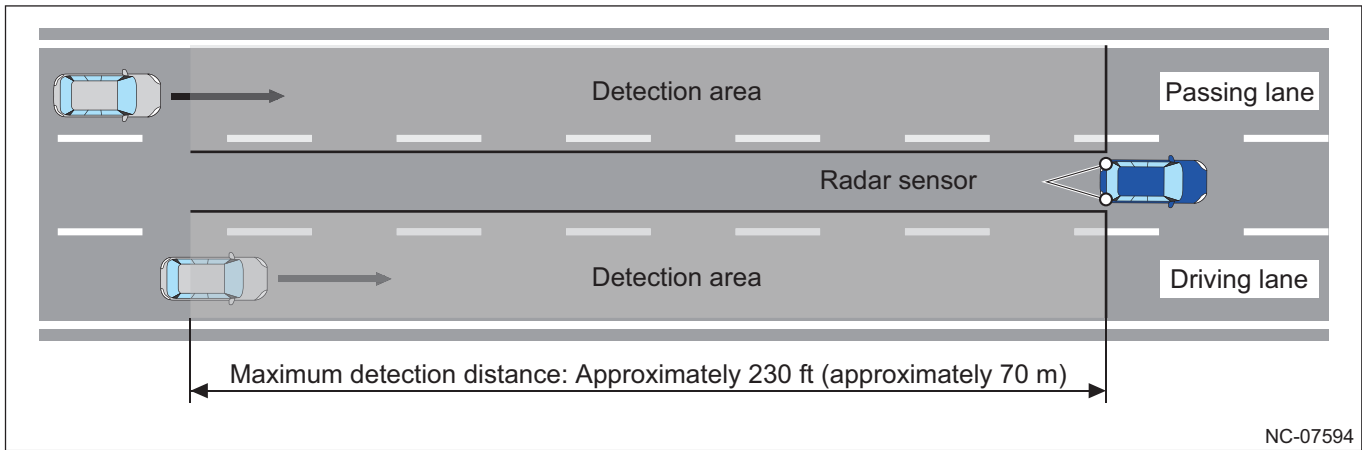 Detection area
Passing lane
Radar sensor
Detection area
Driving lane
Maximum detection distance: Approximately 230 ft (approximately 70 m)
NC-07594